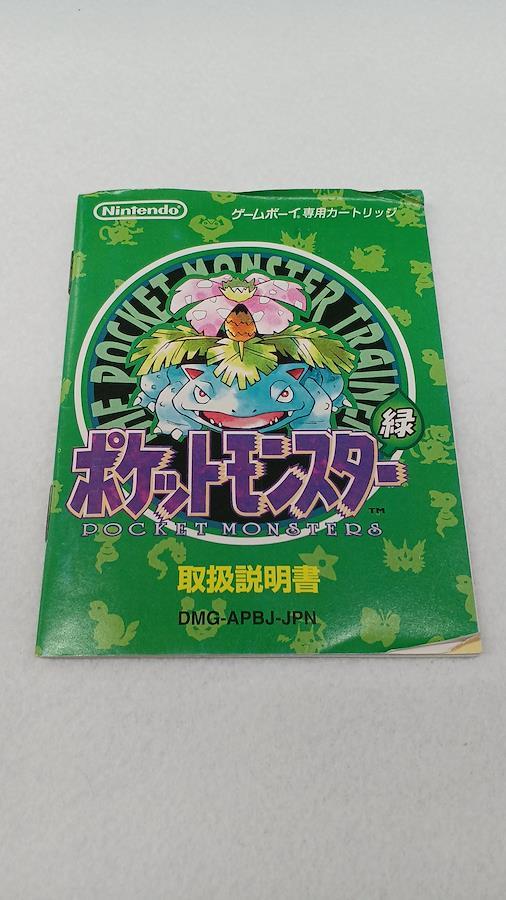 Nintendo
ゲームボーイ®専用カートリッジ
THE POCKET MONSTER TRAINER
緑
ポケットモンスター
POCKET MONSTERS
TM
取扱説明書
DMG-APBJ-JPN